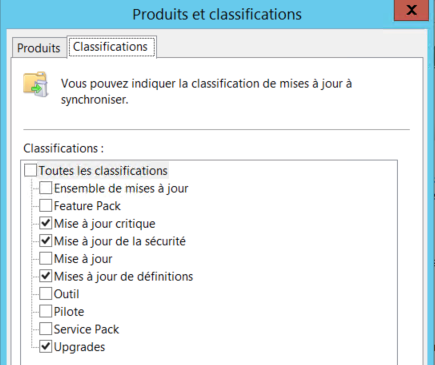 Produits et classifications
x
Produits
Classifications
Vous pouvez indiquer la classification de mises à jour à
synchroniser.
Classifications :
Toutes les classifications
Ensemble de mises à jour
Feature Pack
Mise à jour critique
Mise à jour de la sécurité
Mise à jour
Mises à jour de définitions
Outil
Pilote
Service Pack
Upgrades